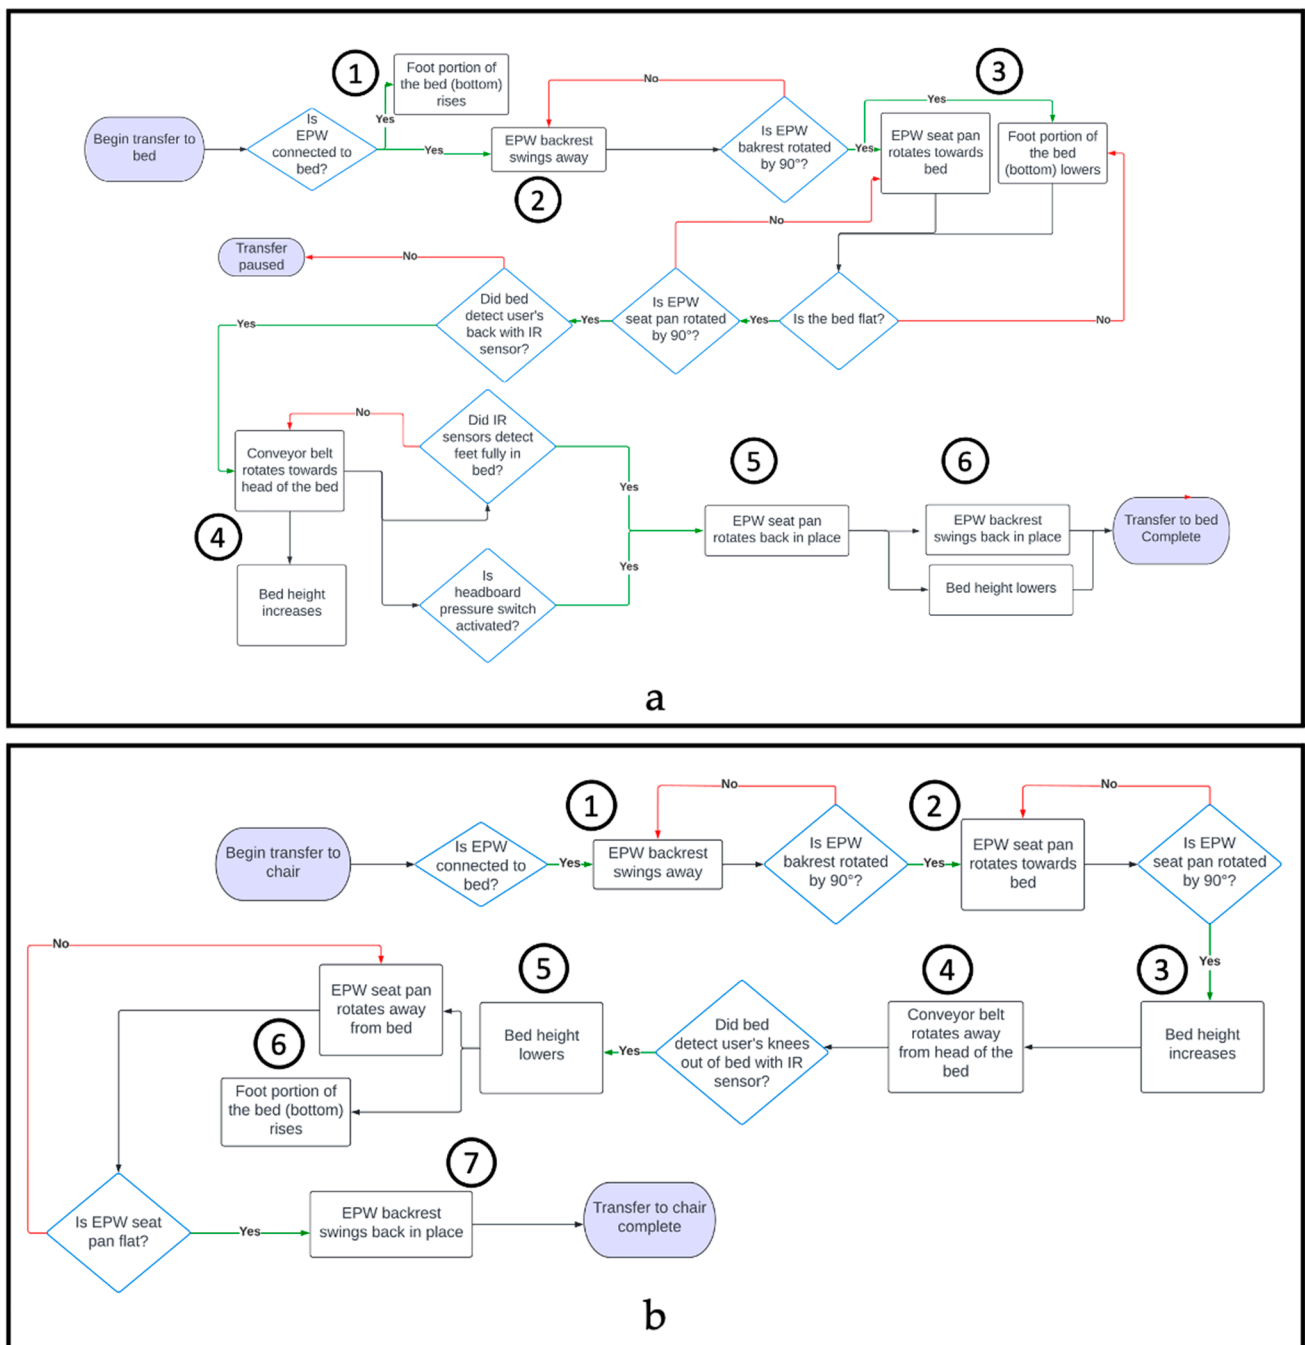 1
Foot portion of
the bed (bottom)
rises
3
No
Yes
Begin transfer to
bed
Is
EPW
connected to
bed?
Yes
Yes
EPW backrest
swings away
2
Is EPW
bakrest rotated
by 90°?
Yes
EPW seat pan
rotates towards
bed
Foot portion of
the bed
(bottom) lowers
No
Transfer
paused
No
Did bed
detect user's
back with IR
sensor?
Yes
Is EPW
seat pan rotated
by 90°?
Yes
Is the bed flat?
No
Yes
Conveyor belt
rotates towards
head of the bed
No
Did IR
sensors detect
feet fully in
bed?
Yes
4
Bed height
increases
Is
headboard
pressure switch
activated?
Yes
5
EPW seat pan
rotates back in place
6
EPW backrest
swings back in place
Bed height lowers
Transfer to bed
Complete
a
Begin transfer to
chair
Is EPW
connected to
bed?
Yes
1
EPW backrest
swings away
No
Is EPW
bakrest rotated
by 90°?
Yes
2
EPW seat pan
rotates towards
bed
No
Is EPW
seat pan rotated
by 90°?
Yes
3
Bed height
increases
4
Conveyor belt
rotates away
from head of the
bed
Did bed
detect user's knees
out of bed with IR
sensor?
Yes
5
Bed height
lowers
No
EPW seat pan
rotates away
from bed
6
Foot portion of
the bed (bottom)
rises
Is EPW seat
pan flat?
Yes
7
EPW backrest
swings back in place
Transfer to chair
complete
b